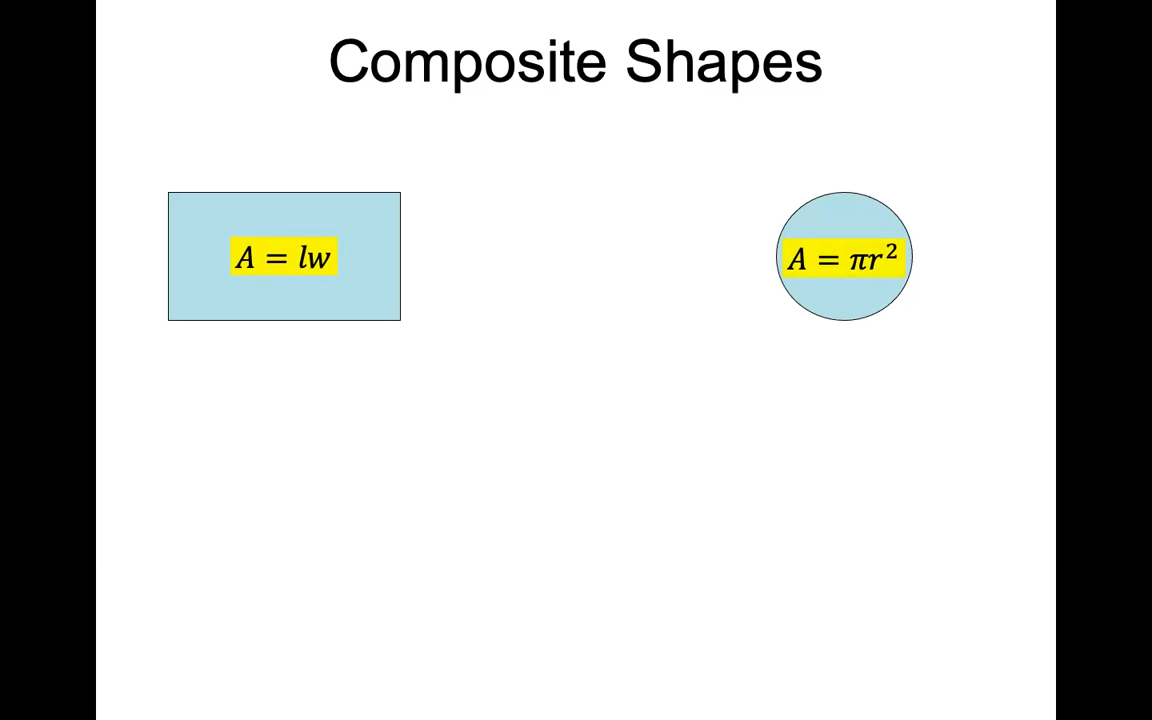 Composite Shapes
A = lw
A = πr²